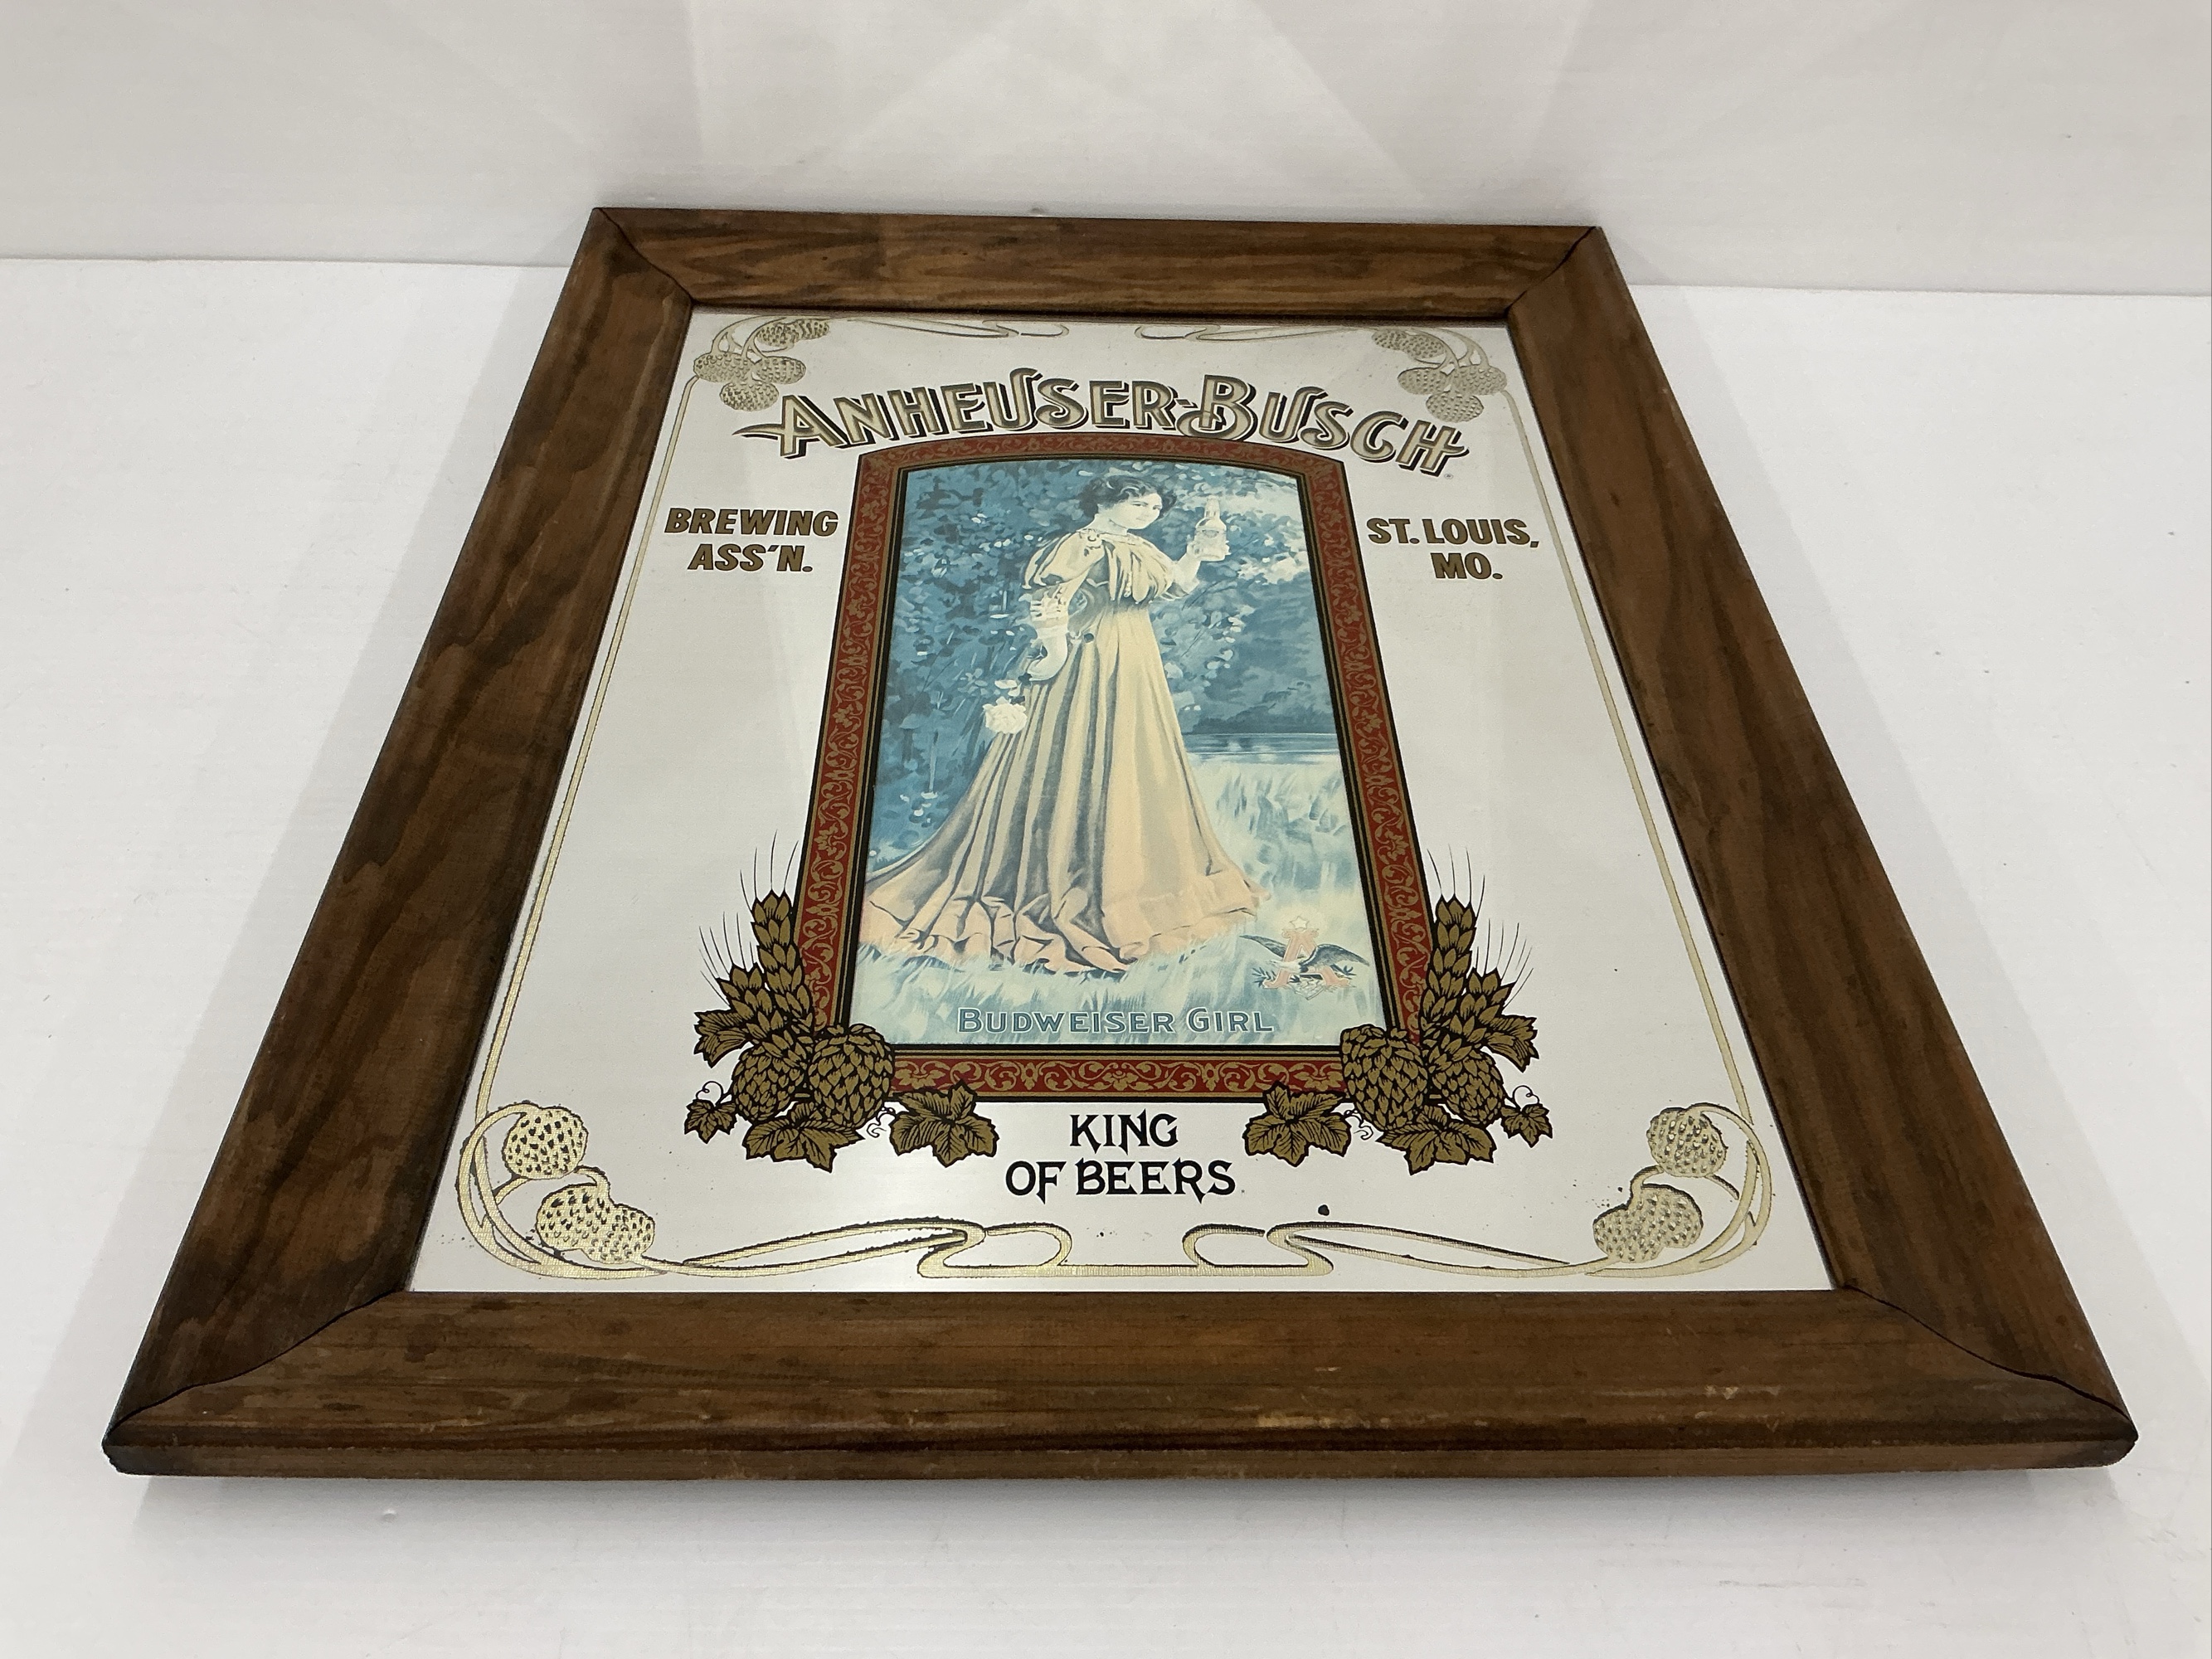 ANHEUSER-BUSCH
BREWING
ASS'N.
ST. LOUIS,
MO.
BUDWEISER GIRL
KING
OF BEERS